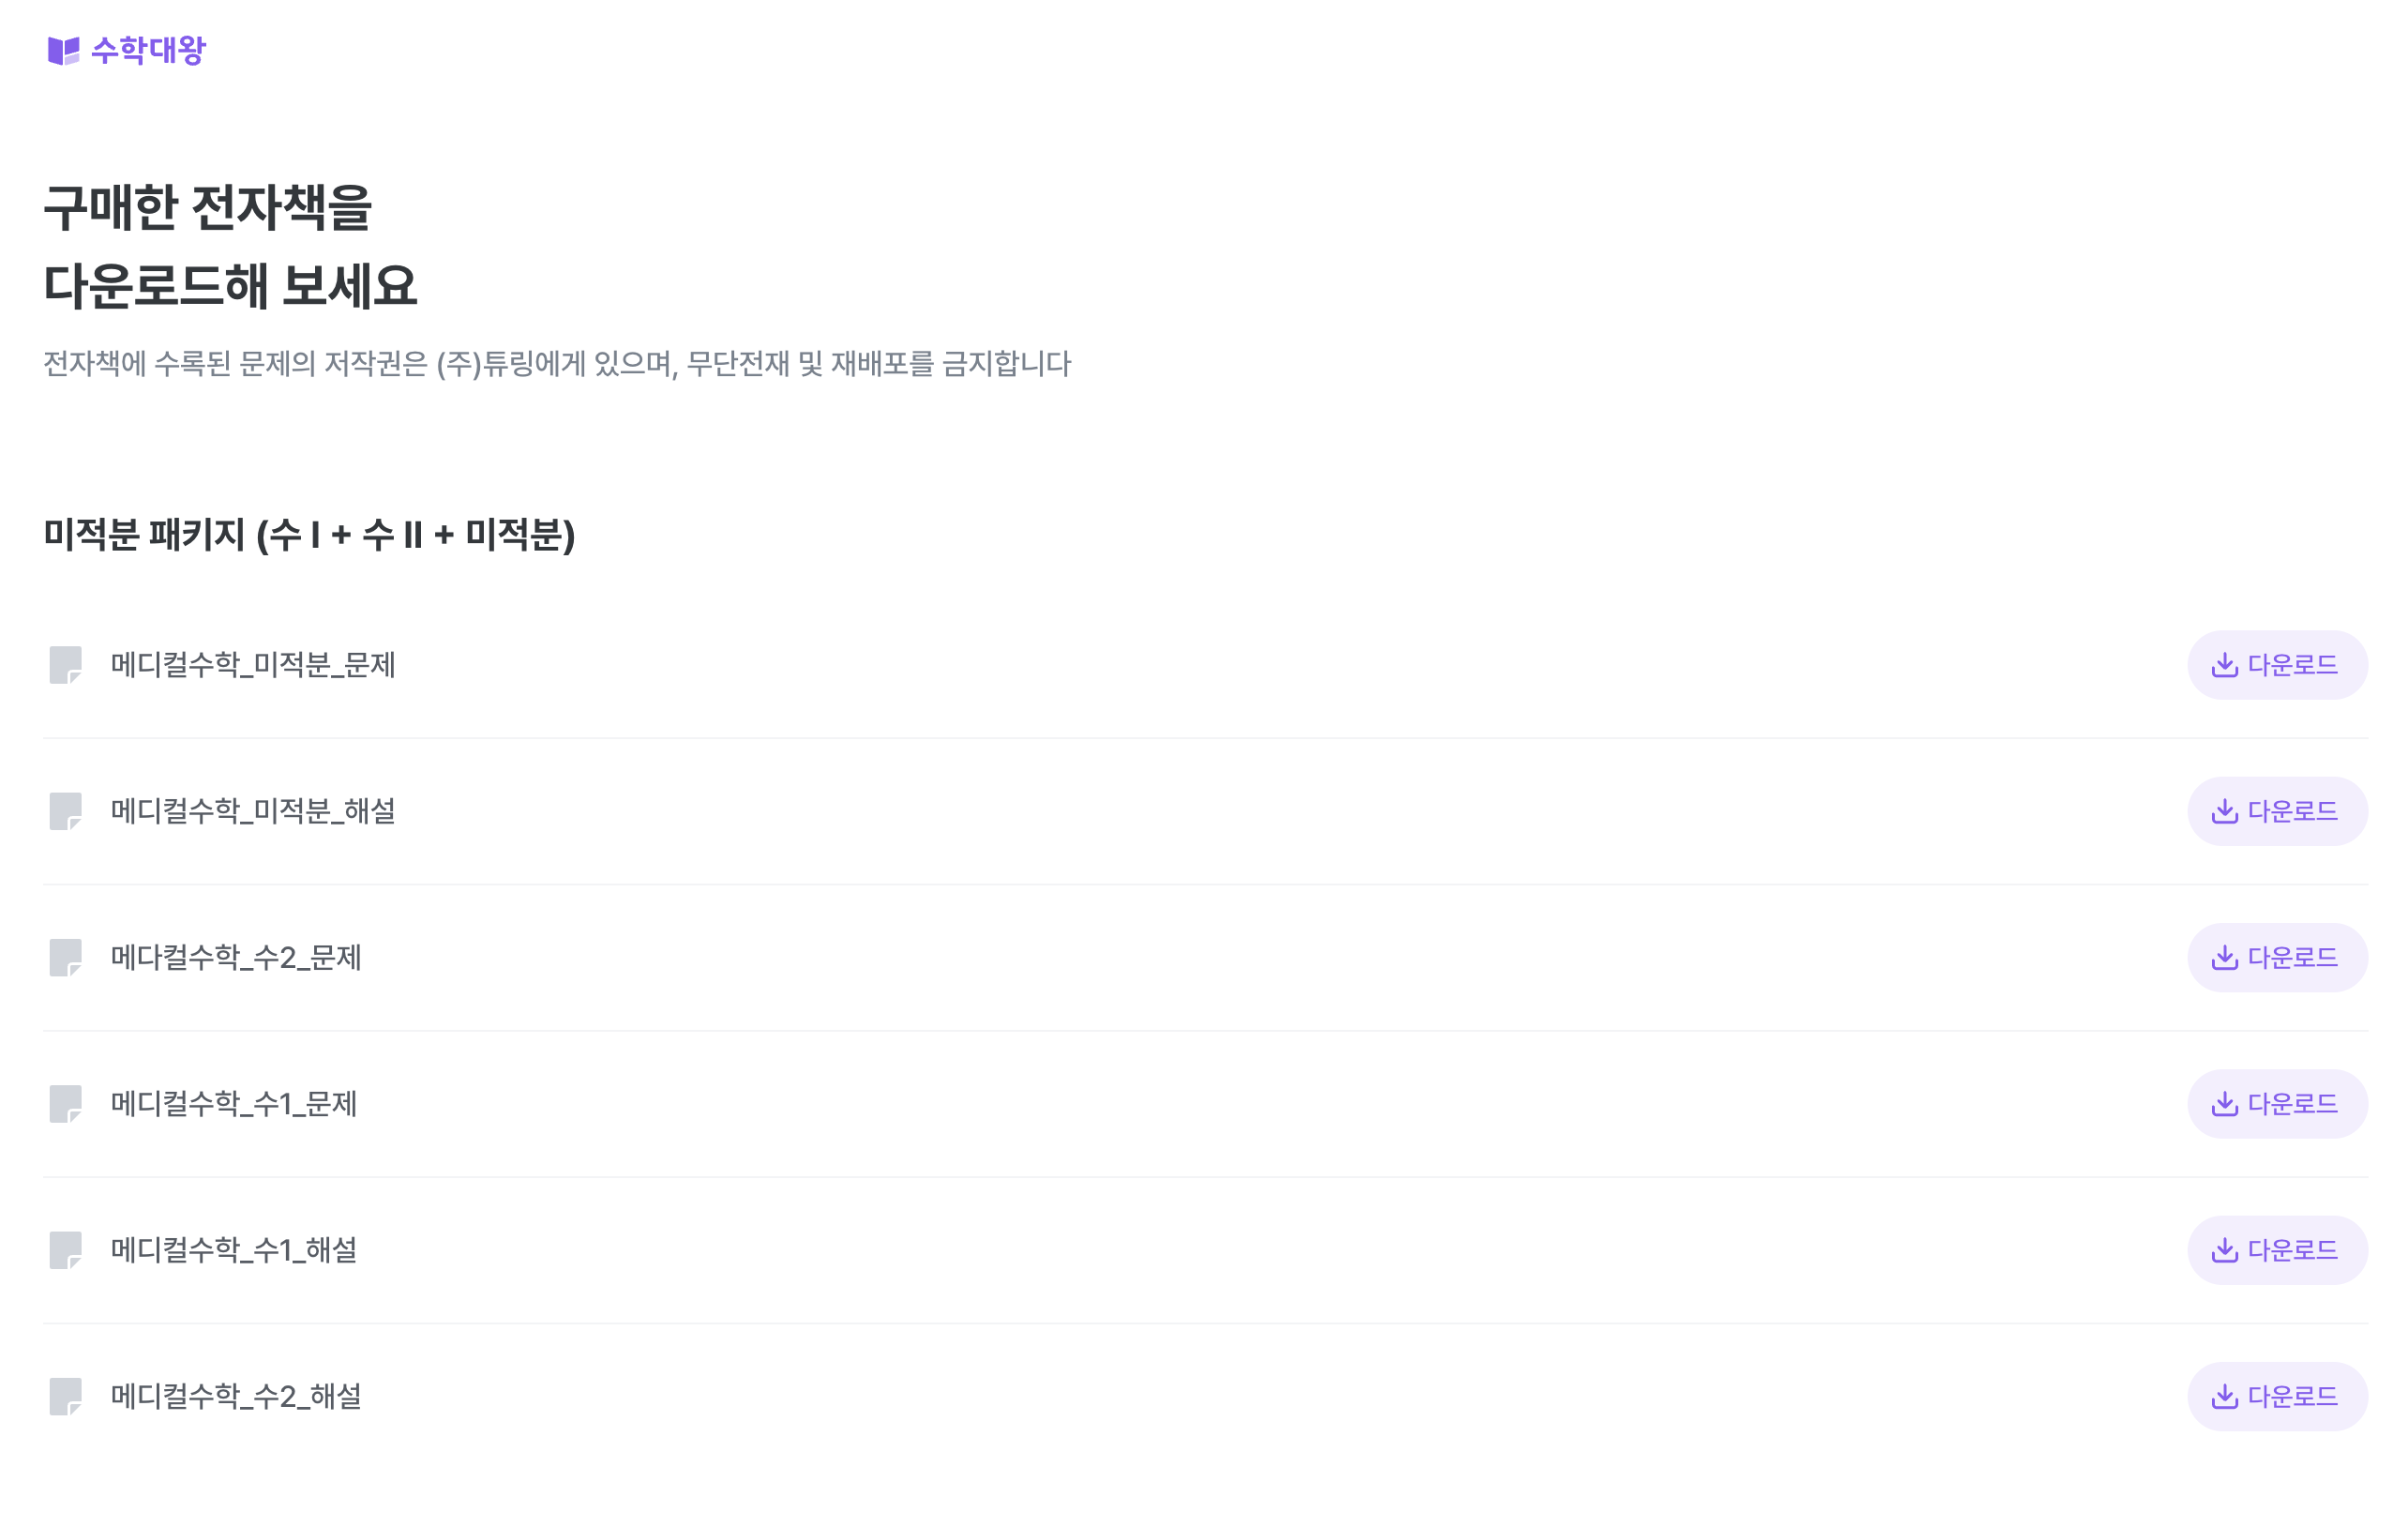 수학대왕
구매한 전자책을
다운로드해 보세요
전자책에 수록된 문제의 저작권은 (주)튜링에게 있으며, 무단전재 및 재배포를 금지합니다
미적분 패키지 (수 I + 수 II + 미적분)
메디컬수학_미적분_문제 다운로드
메디컬수학_미적분_해설 다운로드
메다컬수학_수2_문제 다운로드
메디컬수학_수1_문제 다운로드
메디컬수학_수1_해설 다운로드
메디컬수학_수2_해설 다운로드